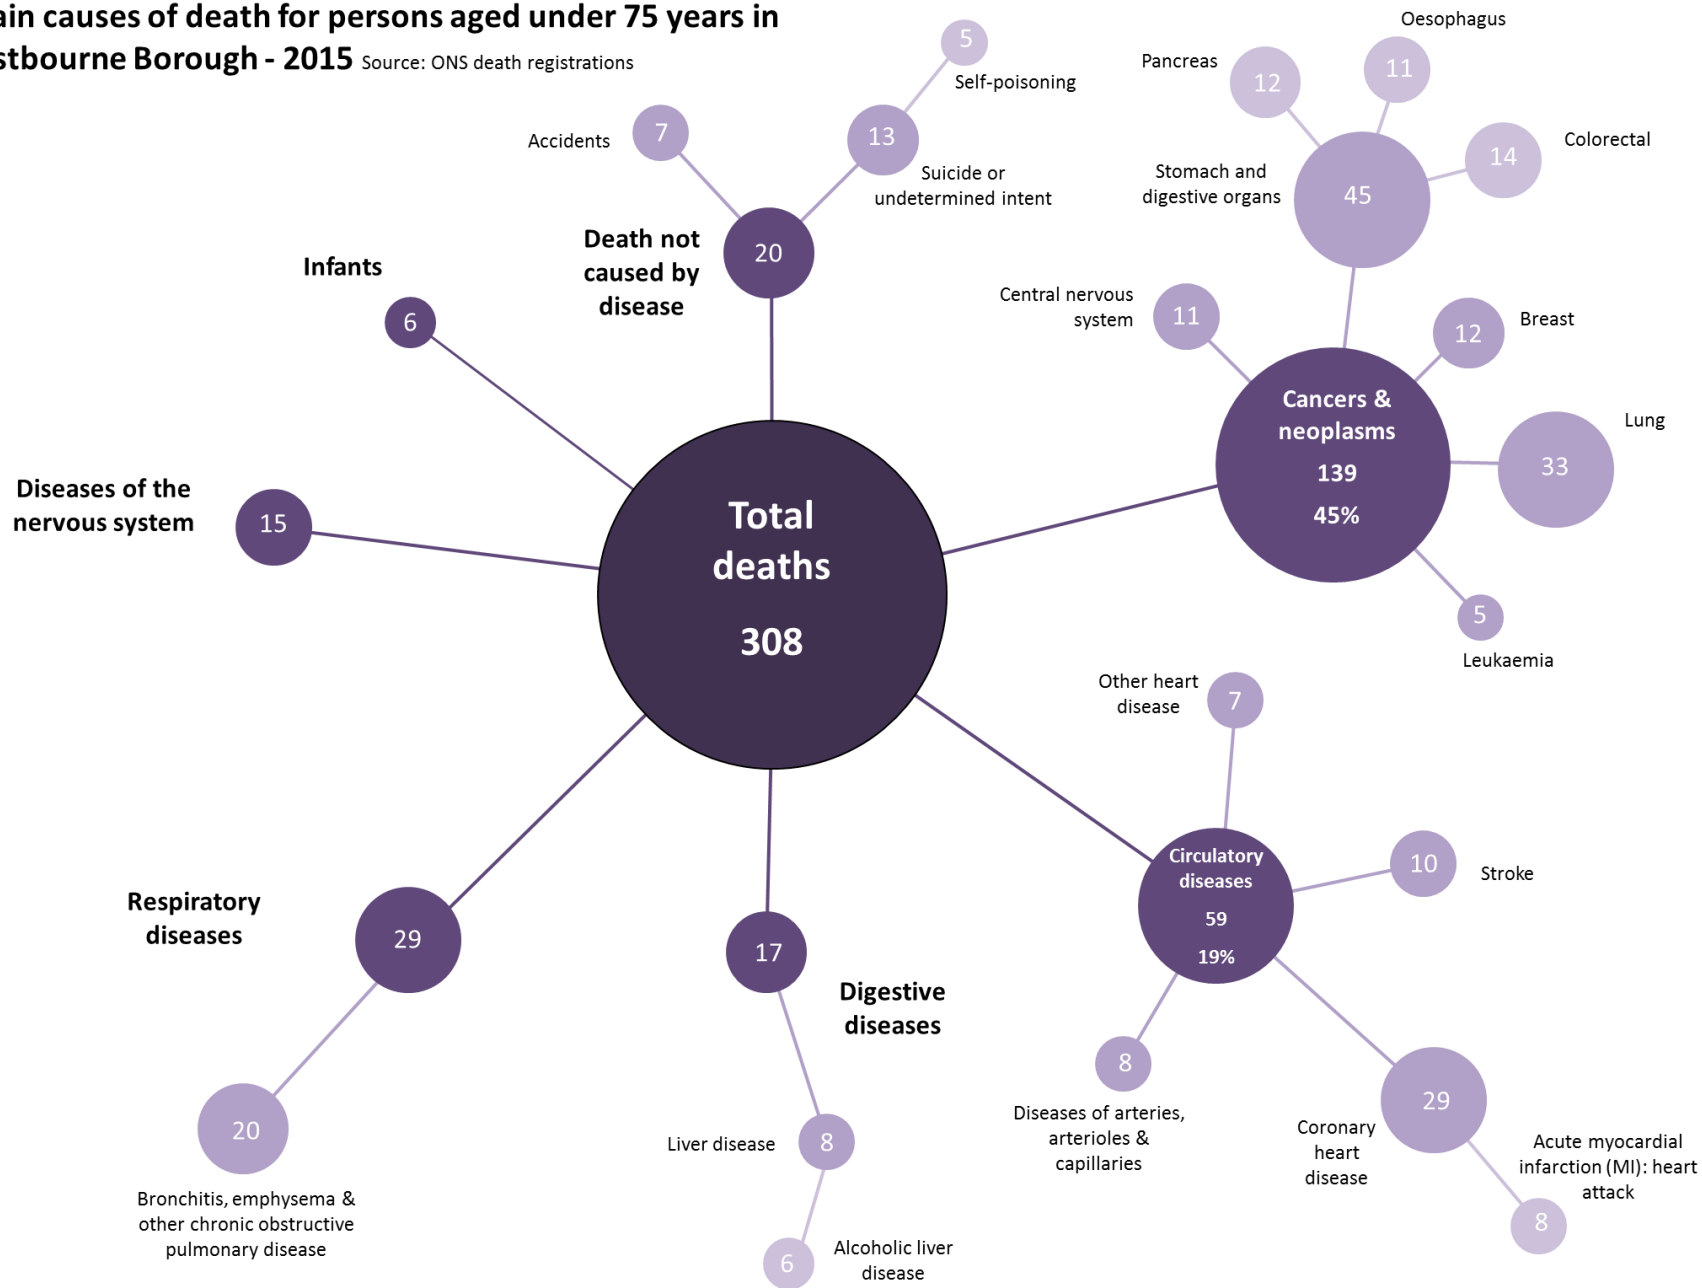 ain causes of death for persons aged under 75 years in
stbourne Borough - 2015 Source: ONS death registrations
5
Self-poisoning
Accidents
7
13
Suicide or
undetermined intent
Death not
caused by
disease
20
Infants
6
Diseases of the
nervous system
15
Total
deaths
308
Oesophagus
Pancreas
12
11
14
Colorectal
Stomach and
digestive organs
45
Central nervous
system
11
12
Breast
Cancers &
neoplasms
139
45%
Lung
33
5
Leukaemia
Other heart
disease
7
Circulatory
diseases
59
19%
10
Stroke
8
Diseases of arteries,
arterioles &
capillaries
29
Coronary
heart
disease
Acute myocardial
infarction (MI): heart
attack
8
Respiratory
diseases
29
20
Bronchitis, emphysema &
other chronic obstructive
pulmonary disease
17
Digestive
diseases
Liver disease
8
6
Alcoholic liver
disease